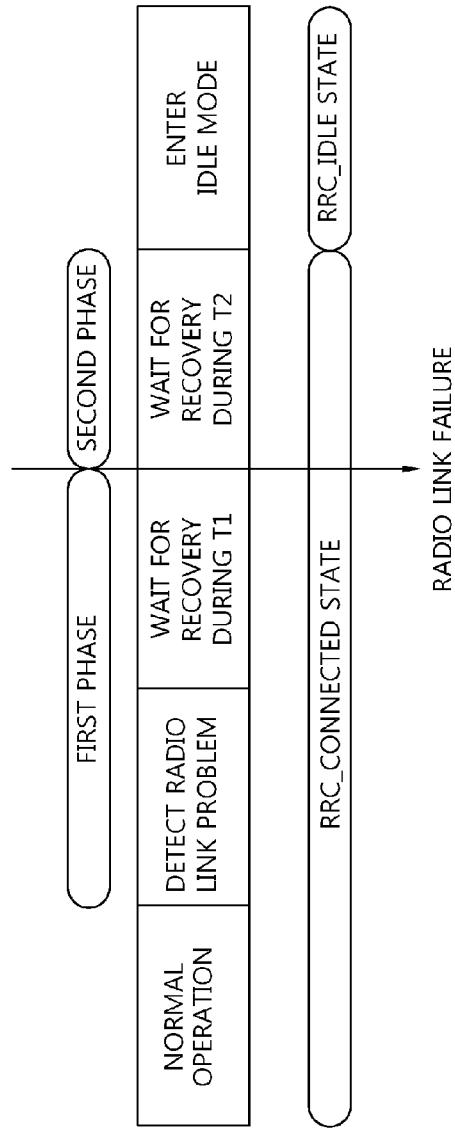 FIRST PHASE
SECOND PHASE
NORMAL
OPERATION
DETECT RADIO
LINK PROBLEM
WAIT FOR
RECOVERY
DURING T1
WAIT FOR
RECOVERY
DURING T2
ENTER
IDLE MODE
RRC_CONNECTED STATE
RRC_IDLE STATE
RADIO LINK FAILURE